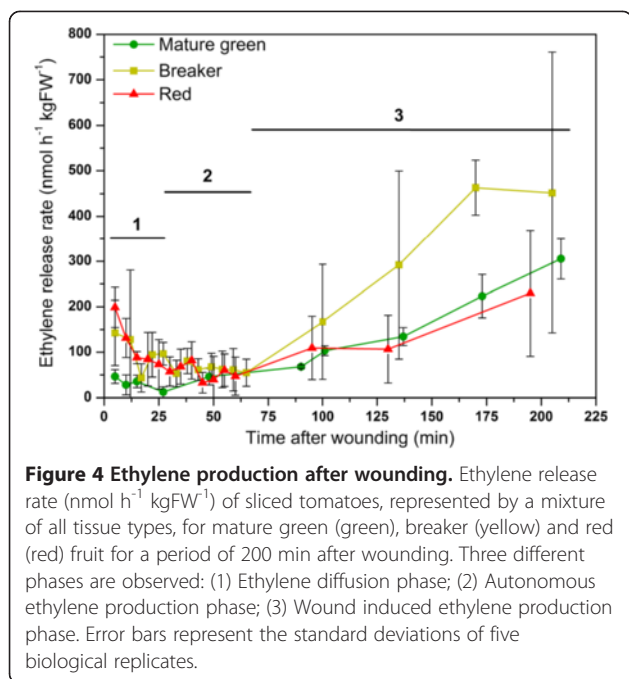 Mature green
Breaker
Red
800
700
600
500
400
300
200
100
0
Ethylene release rate (nmol h⁻¹ kgFW⁻¹)
1
2
3
0 25 50 75 100 125 150 175 200 225
Time after wounding (min)
Figure 4 Ethylene production after wounding. Ethylene release
rate (nmol h⁻¹ kgFW⁻¹) of sliced tomatoes, represented by a mixture
of all tissue types, for mature green (green), breaker (yellow) and red
(red) fruit for a period of 200 min after wounding. Three different
phases are observed: (1) Ethylene diffusion phase; (2) Autonomous
ethylene production phase; (3) Wound induced ethylene production
phase. Error bars represent the standard deviations of five
biological replicates.